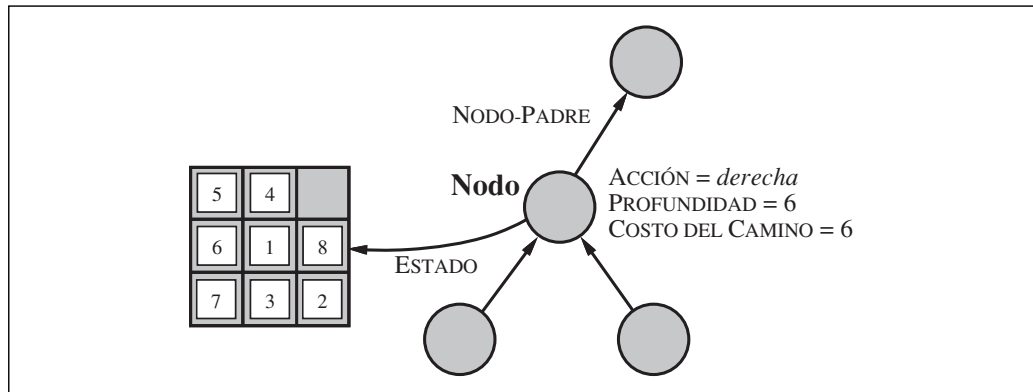 NODO-PADRE
Nodo
ACCIÓN = derecha
PROFUNDIDAD = 6
COSTO DEL CAMINO = 6
5 4
6 1 8
ESTADO
7 3 2